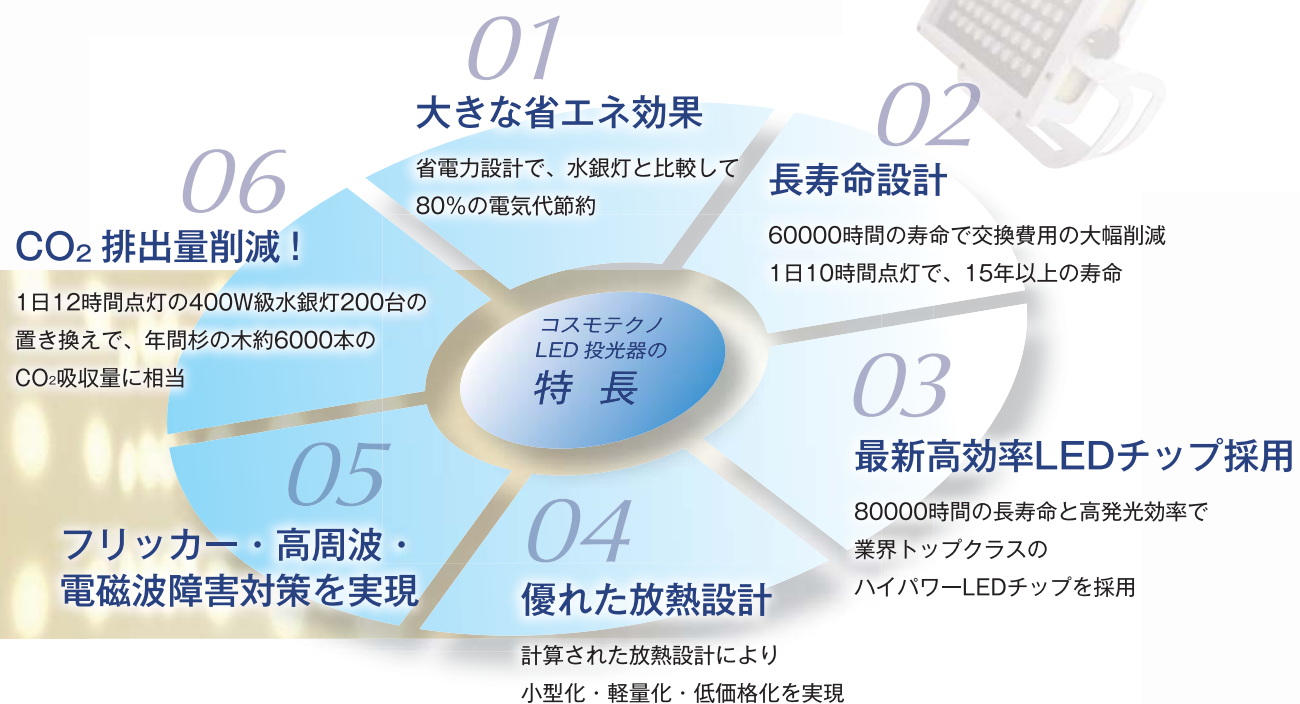 01
大きな省エネ効果
省電力設計で、水銀灯と比較して
80%の電気代節約
02
長寿命設計
60000時間の寿命で交換費用の大幅削減
1日10時間点灯で、15年以上の寿命
03
最新高効率LEDチップ採用
80000時間の長寿命と高発光効率で
業界トップクラスの
ハイパワーLEDチップを採用
04
優れた放熱設計
計算された放熱設計により
小型化・軽量化・低価格化を実現
05
フリッカー・高周波・
電磁波障害対策を実現
06
CO₂ 排出量削減！
1日12時間点灯の400W級水銀灯200台の
置き換えで、年間杉の木約6000本の
CO₂吸収量に相当
コスモテクノ
LED 投光器の
特 長